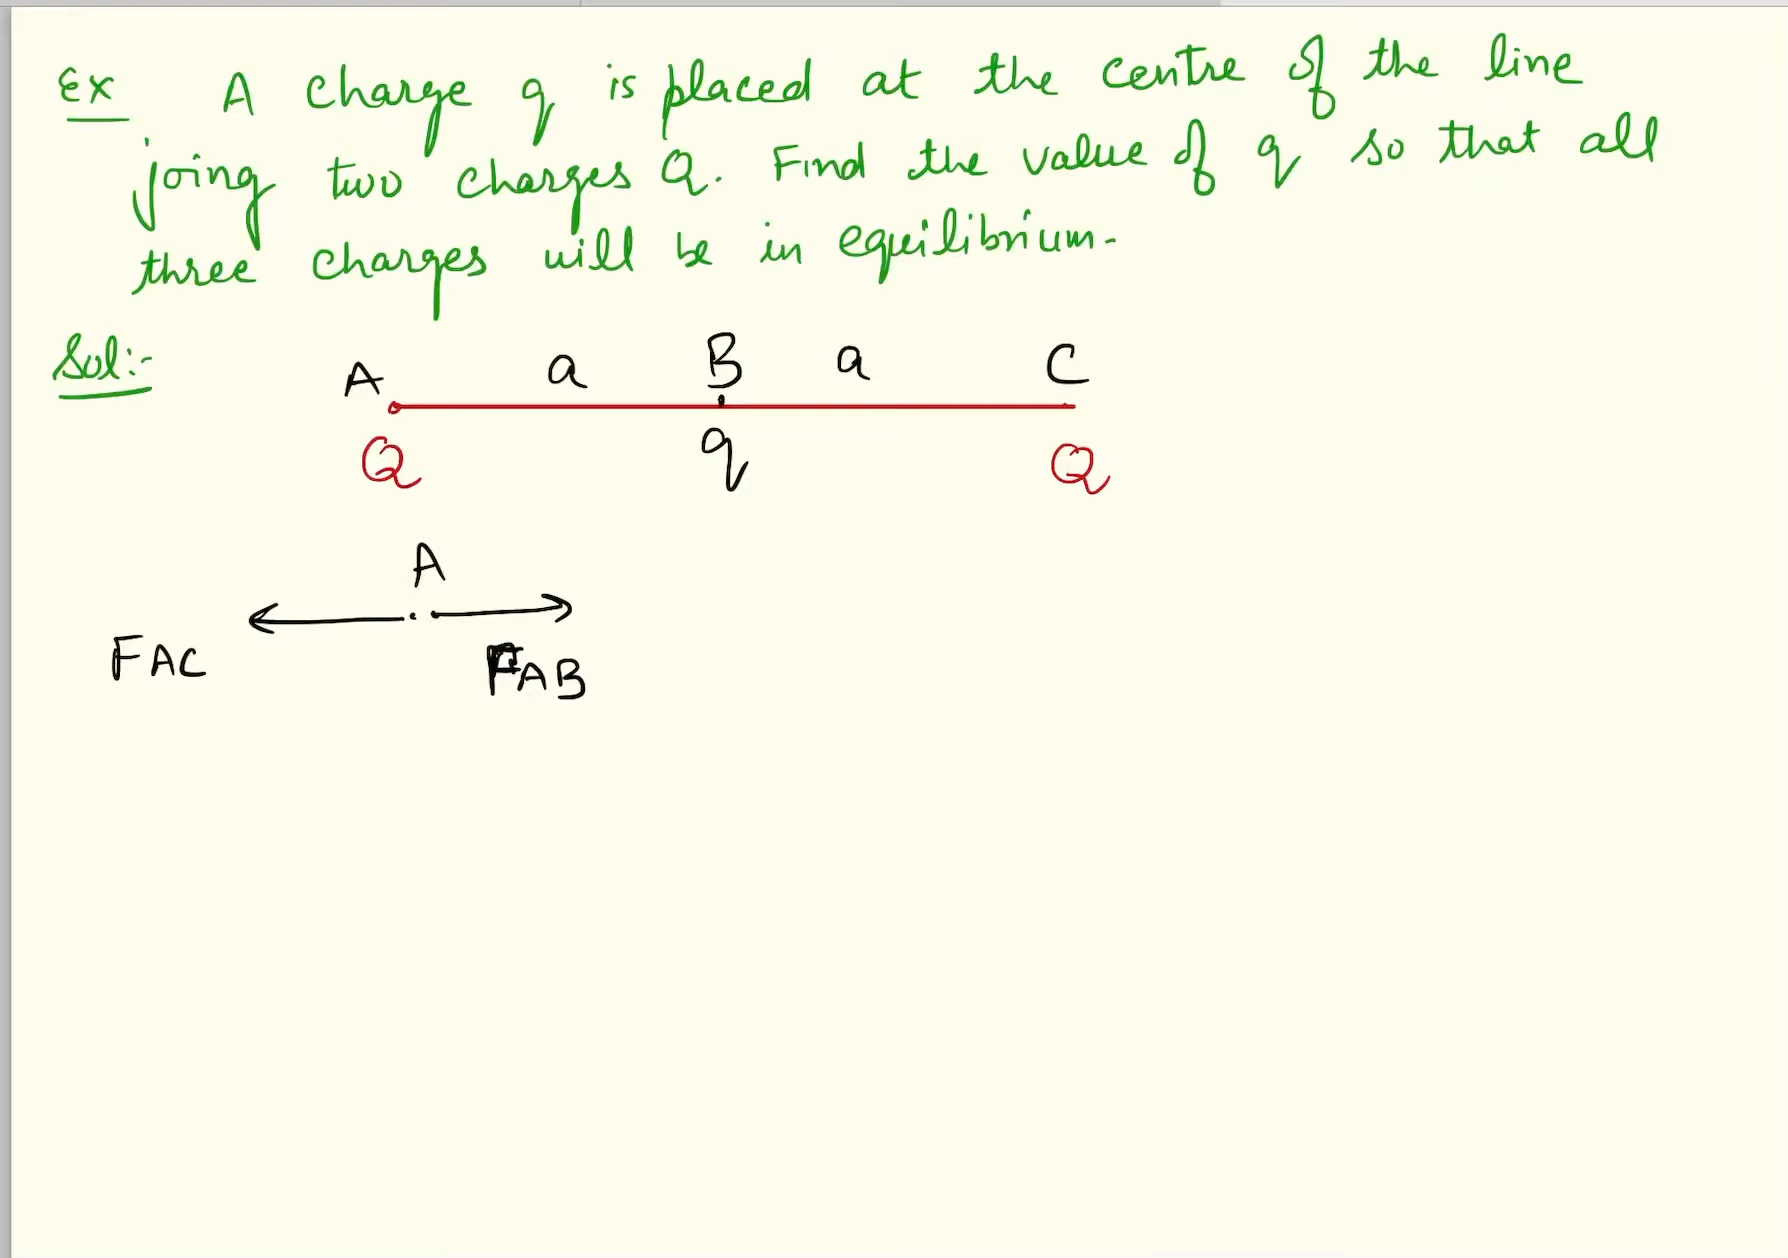 Ex A charge q is placed at the centre of the line
joing two charges Q. Find the value of q so that all
three charges will be in equilibrium.
Sol:-
A a B a C
Q q Q
A
FAC FAB